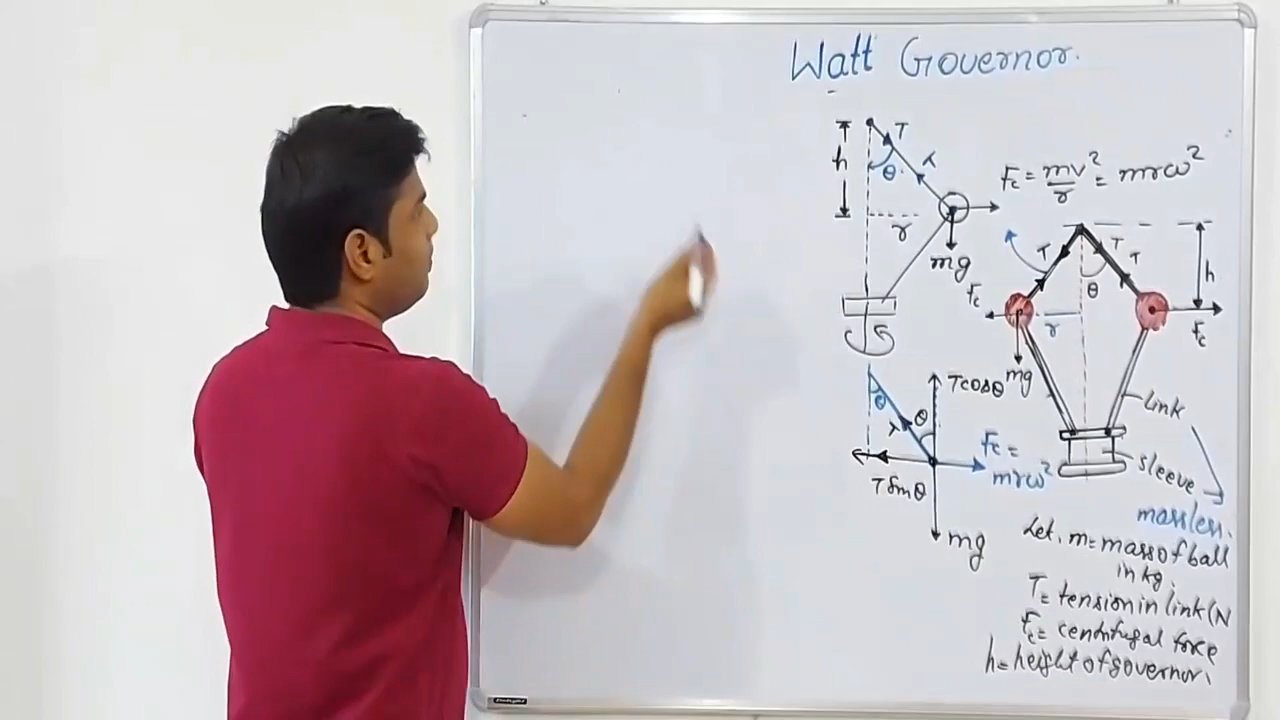 Watt Governor.
T
h
θ
T
r
mg
Fc = mv²/r = mrω²
T
T
T
h
θ
Fc
r
Fc
mg
Tcosθ
θ
θ
T
Fc =
mrω²
Tsinθ
mg
Link
Sleeve
massless.
Let, m = mass of ball
in kg.
T = tension in link (N
Fc = centrifugal force
h = height of governor.